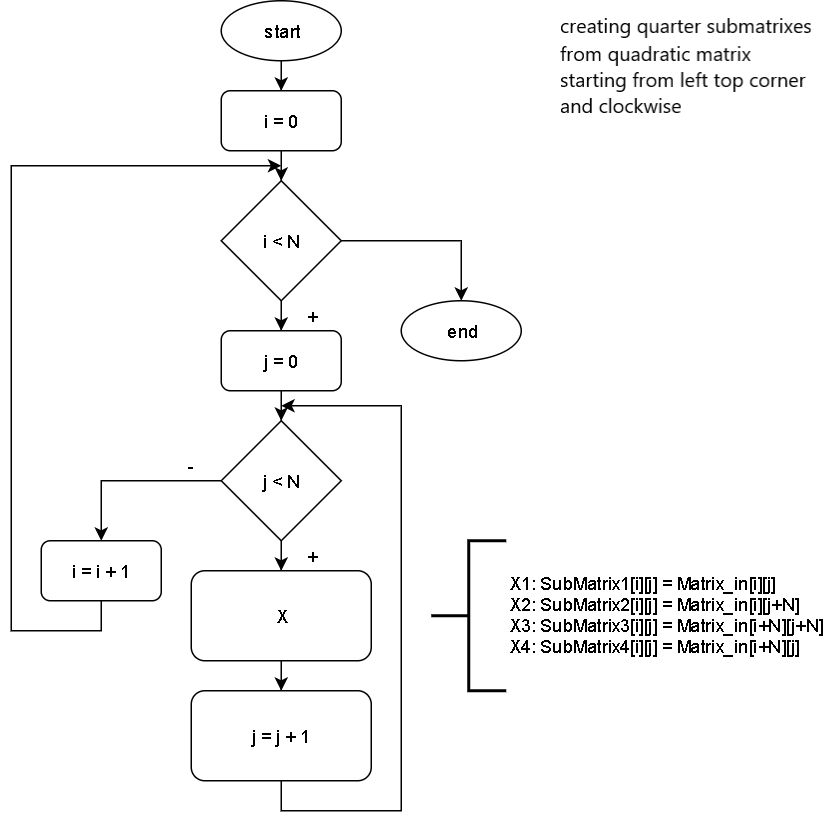 start
creating quarter submatrixes
from quadratic matrix
starting from left top corner
and clockwise
i = 0
i < N
+
end
j = 0
j < N
-
+
i = i + 1
X
X1: SubMatrix1[i][j] = Matrix_in[i][j]
X2: SubMatrix2[i][j] = Matrix_in[i][j+N]
X3: SubMatrix3[i][j] = Matrix_in[i+N][j+N]
X4: SubMatrix4[i][j] = Matrix_in[i+N][j]
j = j + 1